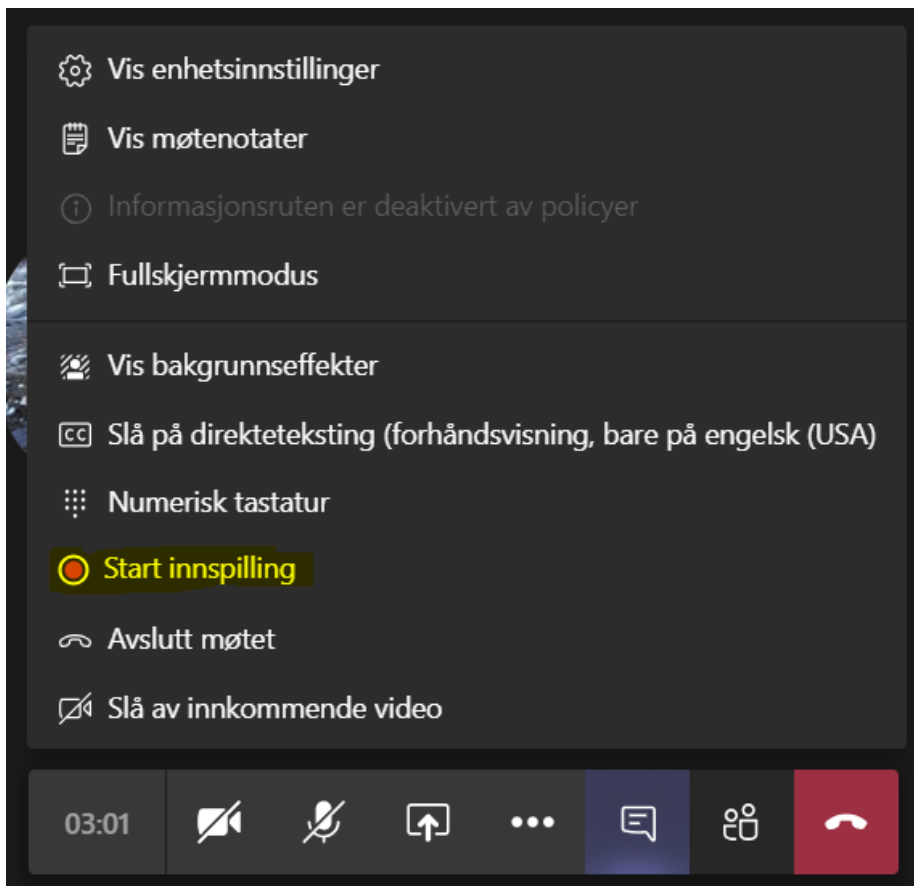 Vis enhetsinnstillinger
Vis møtenotater
Informasjonsruten er deaktivert av policyer
Fullskjermmodus
Vis bakgrunnseffekter
CC Slå på direkteteksting (forhåndsvisning, bare på engelsk (USA)
Numerisk tastatur
Start innspilling
Avslutt møtet
Slå av innkommende video
03:01